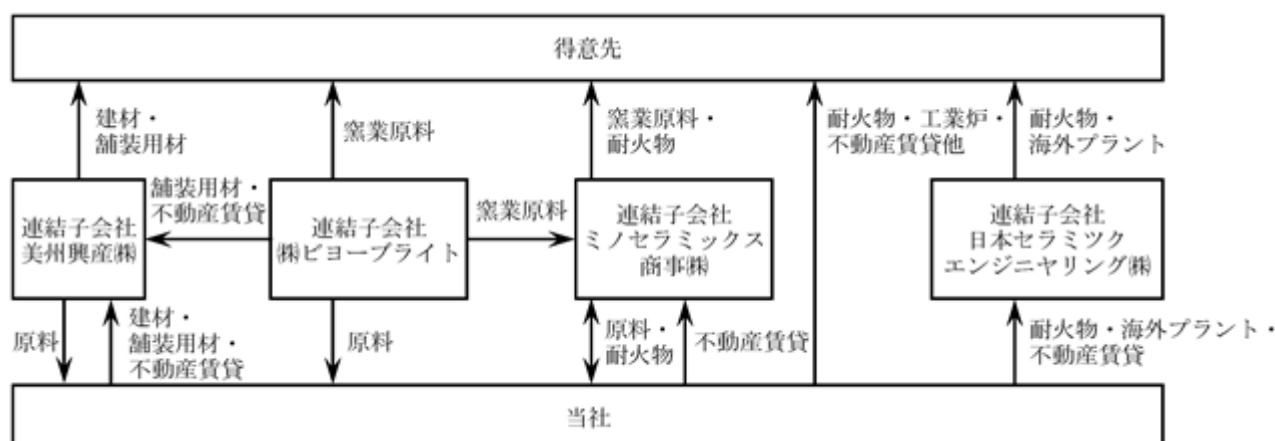 得意先
建材・
舗装用材
窯業原料
窯業原料・
耐火物
耐火物・工業炉・
不動産賃貸他
耐火物・
海外プラント
舗装用材・
不動産賃貸
窯業原料
連結子会社
美州興産㈱
連結子会社
㈱ビョーブライト
連結子会社
ミノセラミックス
商事㈱
連結子会社
日本セラミツク
エンジニヤリング㈱
原料
建材・
舗装用材・
不動産賃貸
原料
原料・
耐火物
不動産賃貸
耐火物・海外プラント・
不動産賃貸
当社